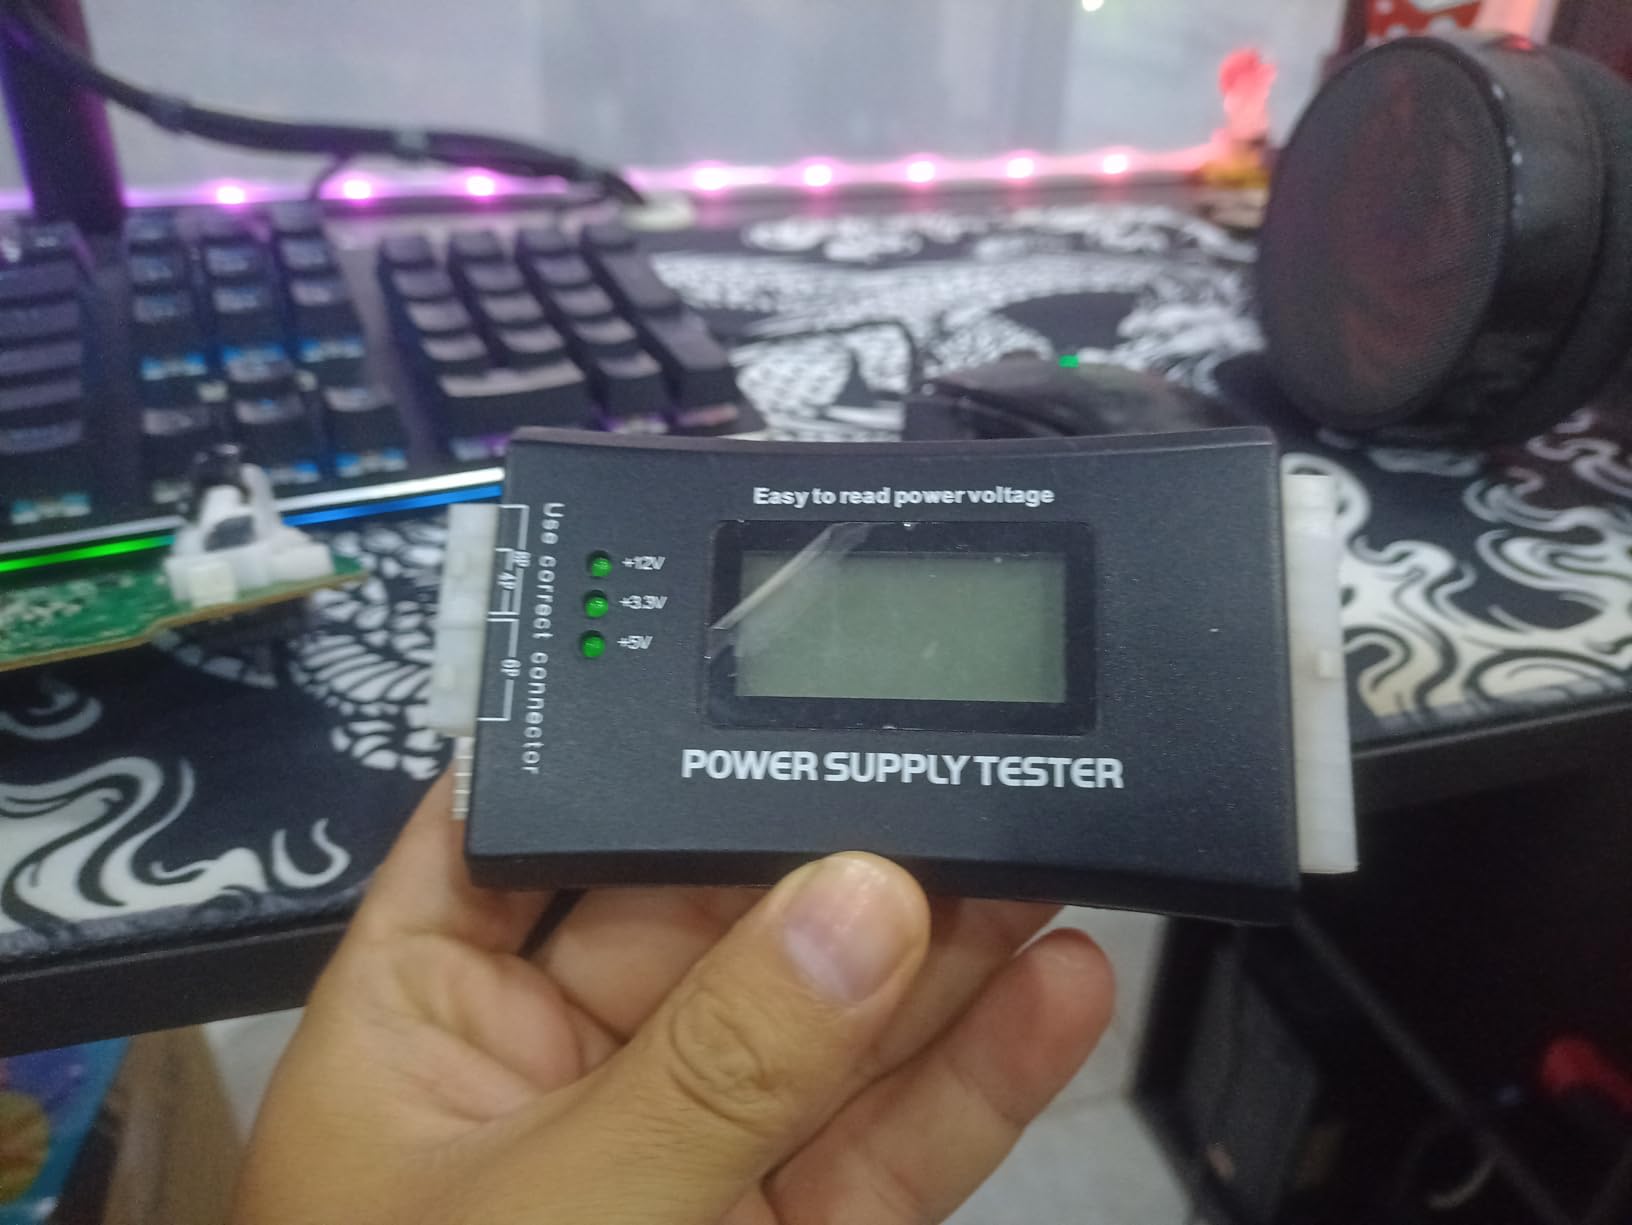 Easy to read power voltage
+12V
+3.3V
+5V
Use correct connector
8P
4P
6P
POWER SUPPLY TESTER